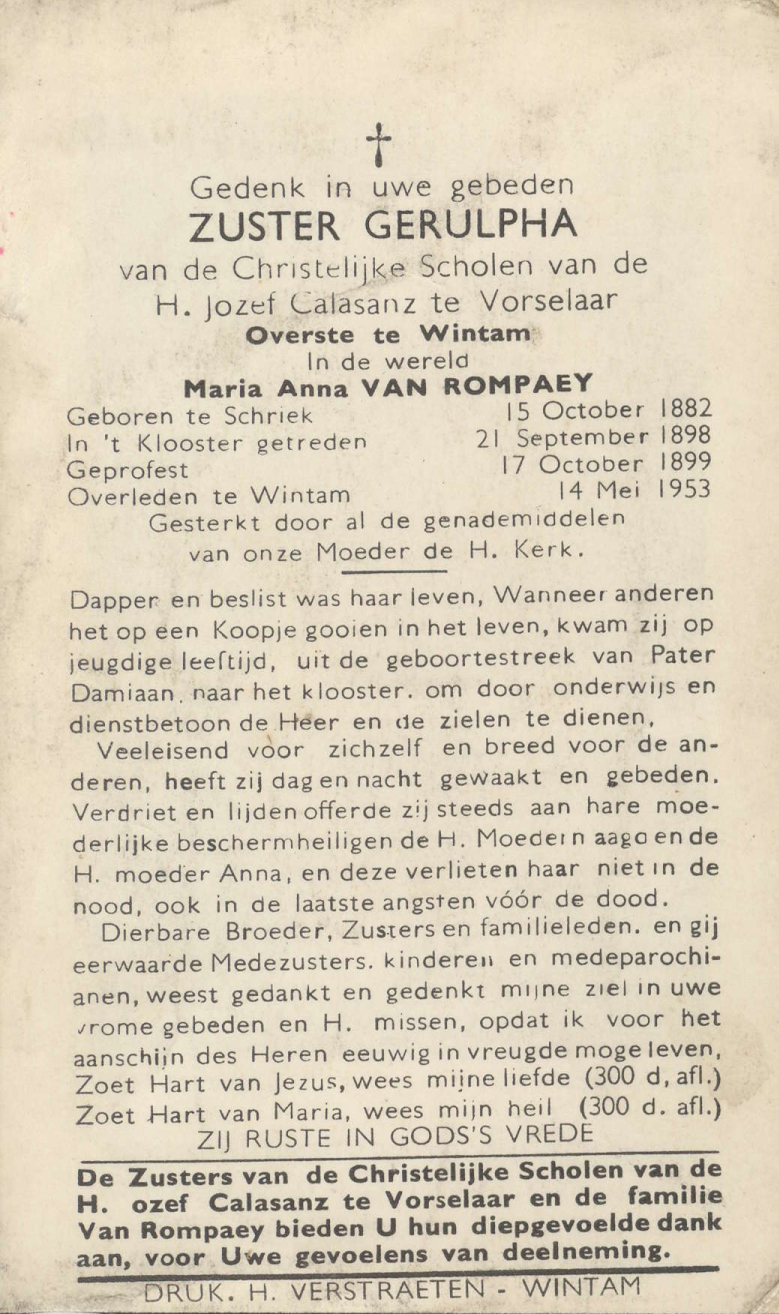 Gedenk in uwe gebeden
ZUSTER GERULPHA
van de Christelijke Scholen van de
H. Jozef Calasanz te Vorselaar
Overste te Wintam
In de wereld
Maria Anna VAN ROMPAEY
Geboren te Schriek 15 October 1882
In 't Klooster getreden 21 September 1898
Geprofest 17 October 1899
Overleden te Wintam 14 Mei 1953
Gesterkt door al de genademiddelen
van onze Moeder de H. Kerk.
Dapper en beslist was haar leven, Wanneer anderen
het op een Koopje gooien in het leven, kwam zij op
jeugdige leeftijd, uit de geboortestreek van Pater
Damiaan. naar het klooster. om door onderwijs en
dienstbetoon de Heer en de zielen te dienen,
Veeleisend voor zichzelf en breed voor de an-
deren, heeft zij dag en nacht gewaakt en gebeden.
Verdriet en lijden offerde zij steeds aan hare moe-
derlijke beschermheiligen de H. Moedern aago en de
H. moeder Anna, en deze verlieten haar niet in de
nood, ook in de laatste angsten vóór de dood.
Dierbare Broeder, Zusters en familieleden. en gij
eerwaarde Medezusters. kinderen en medeparochi-
anen, weest gedankt en gedenkt mijne ziel in uwe
vrome gebeden en H. missen, opdat ik voor het
aanschijn des Heren eeuwig in vreugde moge leven,
Zoet Hart van Jezus, wees mijne liefde (300 d, afl.)
Zoet Hart van Maria, wees mijn heil (300 d. afl.)
ZIJ RUSTE IN GODS'S VREDE
De Zusters van de Christelijke Scholen van de
H. ozef Calasanz te Vorselaar en de familie
Van Rompaey bieden U hun diepgevoelde dank
aan, voor Uwe gevoelens van deelneming.
DRUK. H. VERSTRAETEN - WINTAM